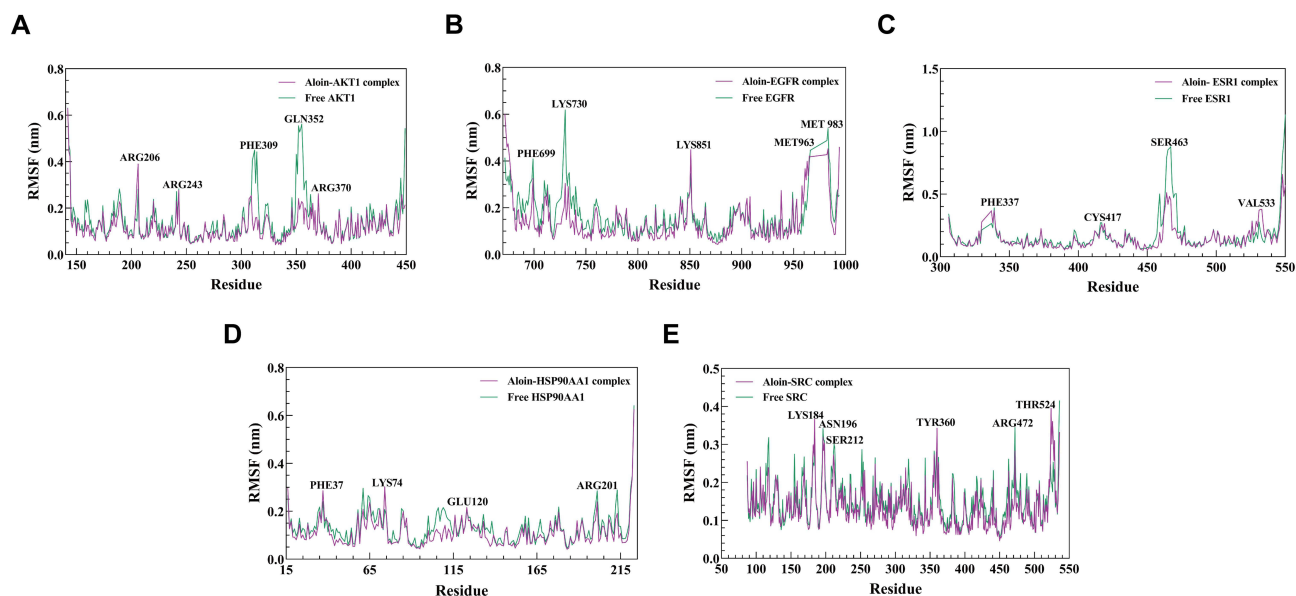 A
RMSF (nm)
0.8
0.6
0.4
0.2
0.0
Aloin-AKT1 complex
Free AKT1
GLN352
PHE309
ARG206
ARG243
ARG370
150
200
250
300
350
400
450
Residue
B
RMSF (nm)
0.8
0.6
0.4
0.2
0.0
Aloin-EGFR complex
Free EGFR
LYS730
MET 983
PHE699
LYS851
MET963
700
750
800
850
900
950
1000
Residue
C
RMSF (nm)
1.5
1.0
0.5
0.0
Aloin- ESR1 complex
Free ESR1
SER463
PHE337
CYS417
VAL533
300
350
400
450
500
550
Residue
D
RMSF (nm)
0.8
0.6
0.4
0.2
0.0
Aloin-HSP90AA1 complex
Free HSP90AA1
PHE37
LYS74
GLU120
ARG201
15
65
115
165
215
Residue
E
RMSF (nm)
0.5
0.4
0.3
0.2
0.1
0.0
Aloin-SRC complex
Free SRC
LYS184
ASN196
SER212
TYR360
ARG472
THR524
50
100
150
200
250
300
350
400
450
500
550
Residue